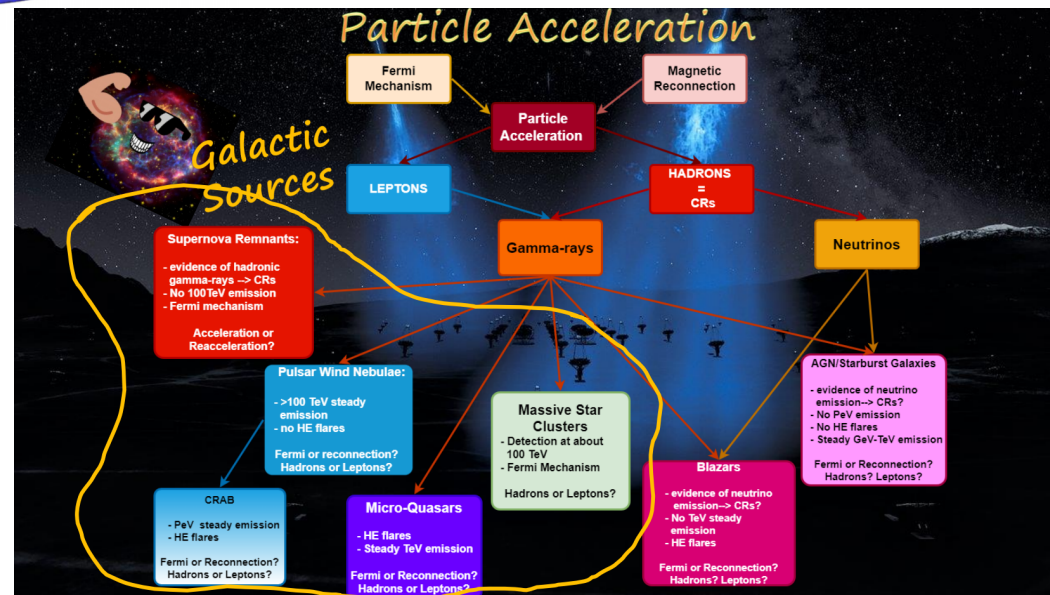 Particle Acceleration
Fermi
Mechanism
Magnetic
Reconnection
Particle
Acceleration
Galactic
Sources
LEPTONS
HADRONS
=
CRs
Gamma-rays
Neutrinos
Supernova Remnants:
- evidence of hadronic
gamma-rays --> CRs
- No 100TeV emission
- Fermi mechanism
Acceleration or
Reacceleration?
Pulsar Wind Nebulae:
- >100 TeV steady
emission
- no HE flares
Fermi or reconnection?
Hadrons or Leptons?
CRAB
- PeV steady emission
- HE flares
Fermi or Reconnection?
Hadrons or Leptons?
Micro-Quasars
- HE flares
- Steady TeV emission
Fermi or Reconnection?
Hadrons or Leptons?
Massive Star
Clusters
- Detection at about
100 TeV
- Fermi Mechanism
Hadrons or Leptons?
Blazars
- evidence of neutrino
emission--> CRs?
- No TeV steady
emission
- HE flares
Fermi or Reconnection?
Hadrons? Leptons?
AGN/Starburst Galaxies
- evidence of neutrino
emission--> CRs?
- No PeV emission
- No HE flares
- Steady GeV-TeV emission
Fermi or Reconnection?
Hadrons? Leptons?